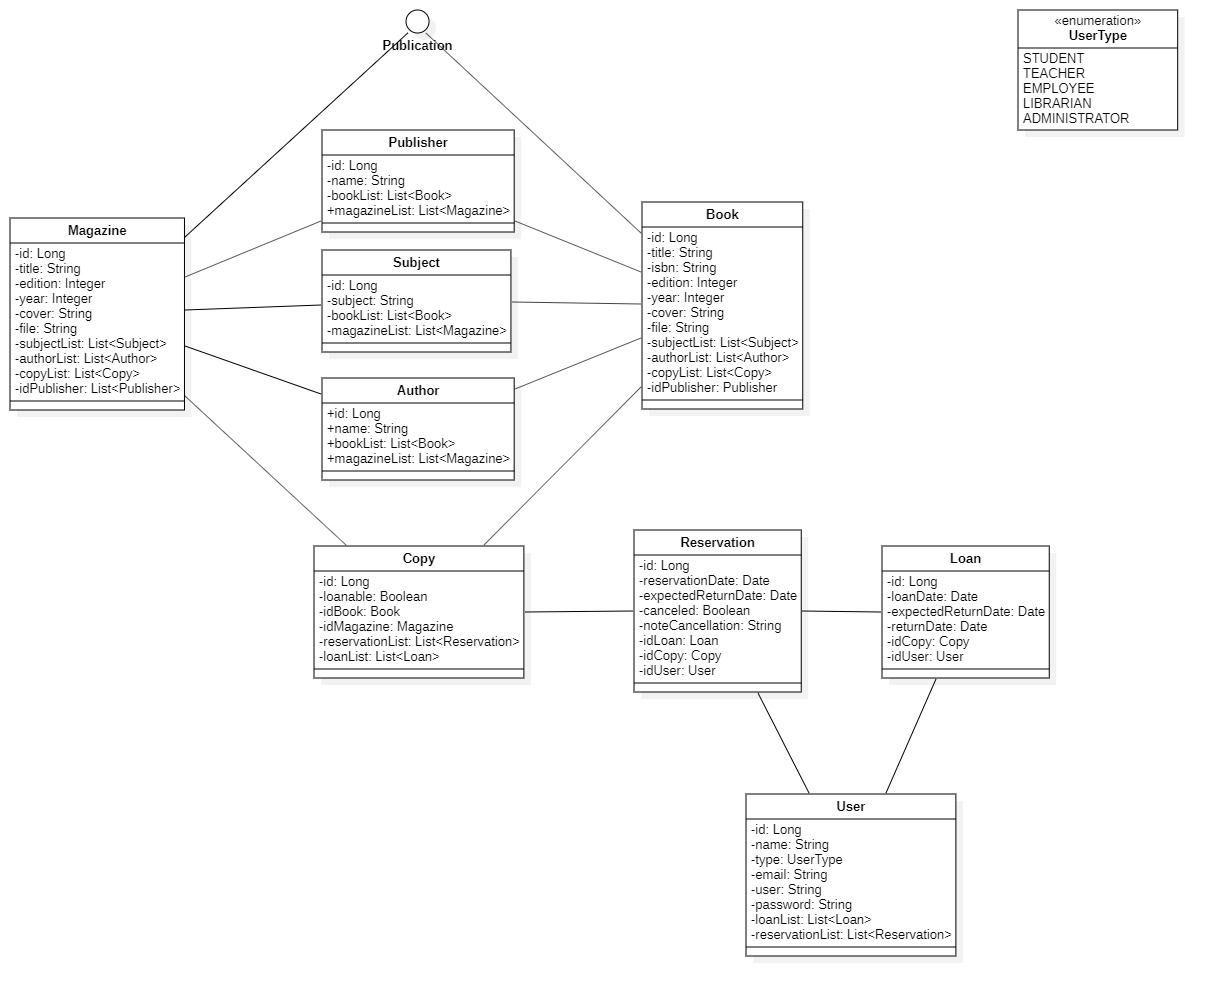 Publication
«enumeration»
UserType
STUDENT
TEACHER
EMPLOYEE
LIBRARIAN
ADMINISTRATOR
Publisher
-id: Long
-name: String
-bookList: List<Book>
+magazineList: List<Magazine>
Magazine
-id: Long
-title: String
-edition: Integer
-year: Integer
-cover: String
-file: String
-subjectList: List<Subject>
-authorList: List<Author>
-copyList: List<Copy>
-idPublisher: List<Publisher>
Subject
-id: Long
-subject: String
-bookList: List<Book>
-magazineList: List<Magazine>
Book
-id: Long
-title: String
-isbn: String
-edition: Integer
-year: Integer
-cover: String
-file: String
-subjectList: List<Subject>
-authorList: List<Author>
-copyList: List<Copy>
-idPublisher: Publisher
Author
+id: Long
+name: String
+bookList: List<Book>
+magazineList: List<Magazine>
Copy
-id: Long
-loanable: Boolean
-idBook: Book
-idMagazine: Magazine
-reservationList: List<Reservation>
-loanList: List<Loan>
Reservation
-id: Long
-reservationDate: Date
-expectedReturnDate: Date
-canceled: Boolean
-noteCancellation: String
-idLoan: Loan
-idCopy: Copy
-idUser: User
Loan
-id: Long
-loanDate: Date
-expectedReturnDate: Date
-returnDate: Date
-idCopy: Copy
-idUser: User
User
-id: Long
-name: String
-type: UserType
-email: String
-user: String
-password: String
-loanList: List<Loan>
-reservationList: List<Reservation>